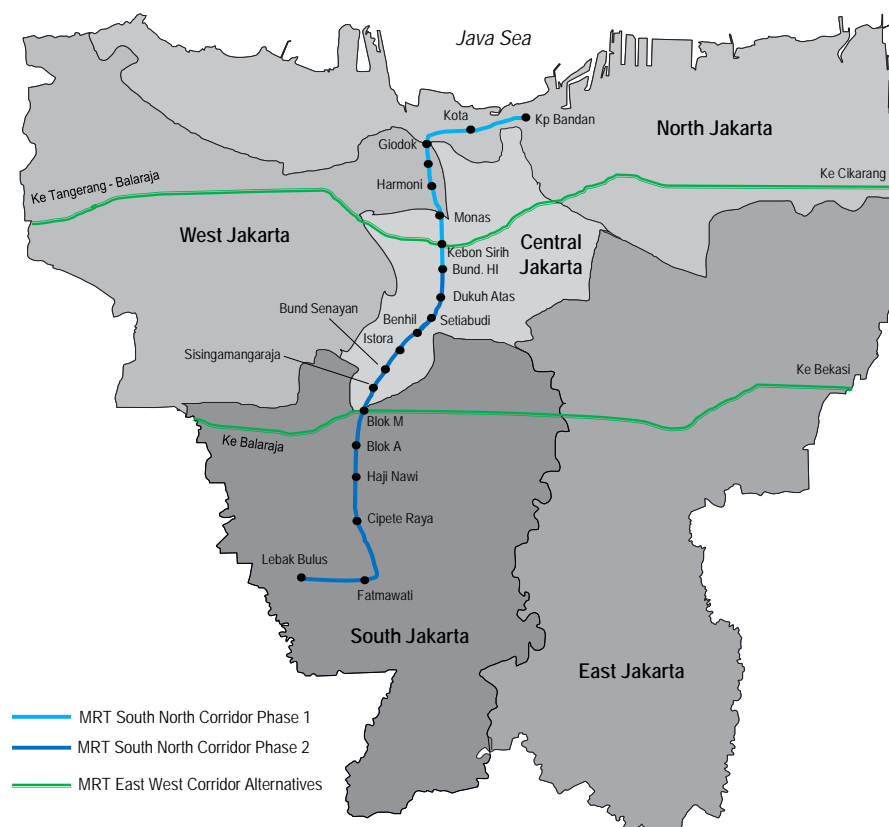 Java Sea
Kota
Kp Bandan
North Jakarta
Giodok
Harmoni
Ke Cikarang
Ke Tangerang - Balaraja
Monas
West Jakarta
Kebon Sirih
Central
Jakarta
Bund. HI
Dukuh Atas
Bund Senayan
Benhil
Setiabudi
Istora
Sisingamangaraja
Ke Bekasi
Blok M
Ke Balaraja
Blok A
Haji Nawi
Cipete Raya
Lebak Bulus
Fatmawati
South Jakarta
East Jakarta
MRT South North Corridor Phase 1
MRT South North Corridor Phase 2
MRT East West Corridor Alternatives